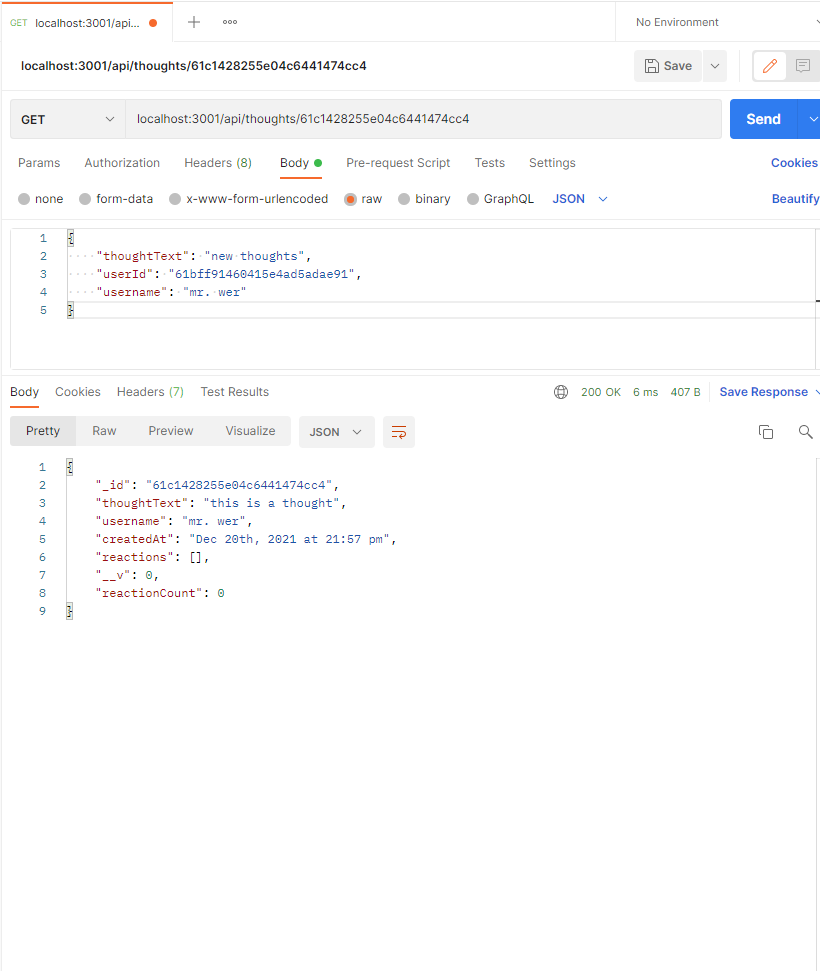 GET localhost:3001/api... + ooo No Environment
localhost:3001/api/thoughts/61c1428255e04c6441474cc4 Save
GET localhost:3001/api/thoughts/61c1428255e04c6441474cc4 Send
Params Authorization Headers (8) Body Pre-request Script Tests Settings Cookies
none form-data x-www-form-urlencoded raw binary GraphQL JSON Beautify
1 {
2 ····"thoughtText":·"new·thoughts",
3 ····"userId":·"61bff91460415e4ad5adae91",
4 ····"username":·"mr.·wer"
5 }
Body Cookies Headers (7) Test Results 200 OK 6 ms 407 B Save Response
Pretty Raw Preview Visualize JSON
1 {
2 "_id": "61c1428255e04c6441474cc4",
3 "thoughtText": "this is a thought",
4 "username": "mr. wer",
5 "createdAt": "Dec 20th, 2021 at 21:57 pm",
6 "reactions": [],
7 "__v": 0,
8 "reactionCount": 0
9 }